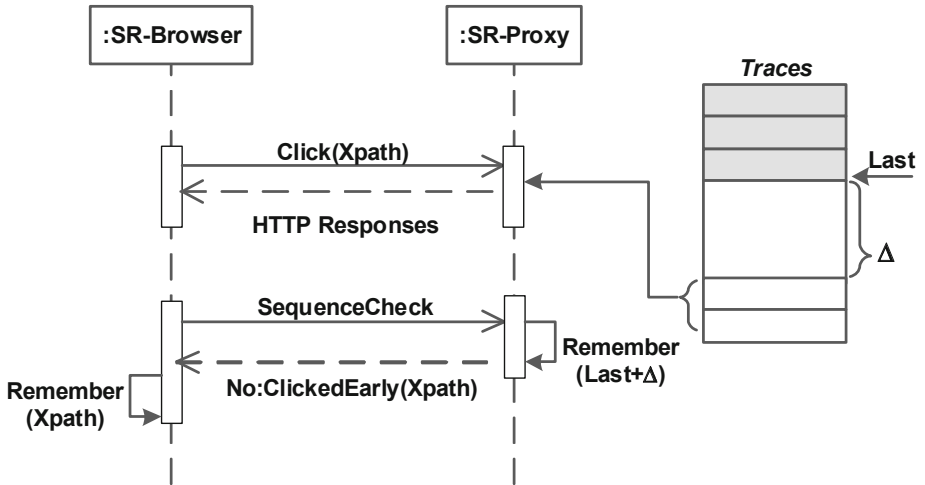 :SR-Browser
:SR-Proxy
Traces
Click(Xpath)
Last
HTTP Responses
Δ
SequenceCheck
Remember
(Last+Δ)
No:ClickedEarly(Xpath)
Remember
(Xpath)